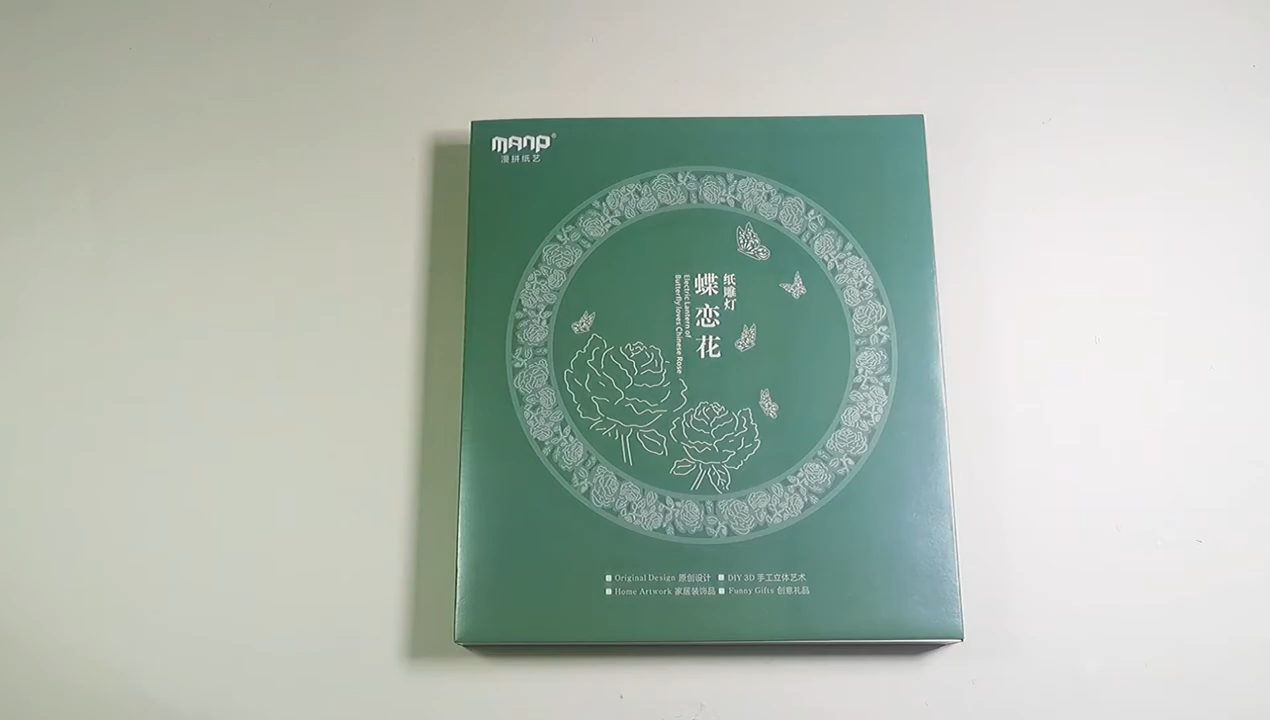 manp®
漫拼纸艺
纸雕灯
蝶恋花
Electric Lantern of
Butterfly loves Chinese Rose
Original Design 原创设计
DIY 3D 手工立体艺术
Home Artwork 家居装饰品
Funny Gifts 创意礼品